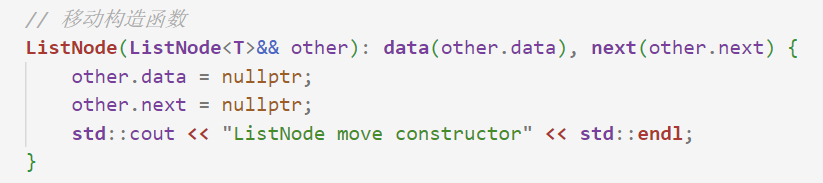 // 移动构造函数
ListNode(ListNode<T>&& other): data(other.data), next(other.next) {
    other.data = nullptr;
    other.next = nullptr;
    std::cout << "ListNode move constructor" << std::endl;
}